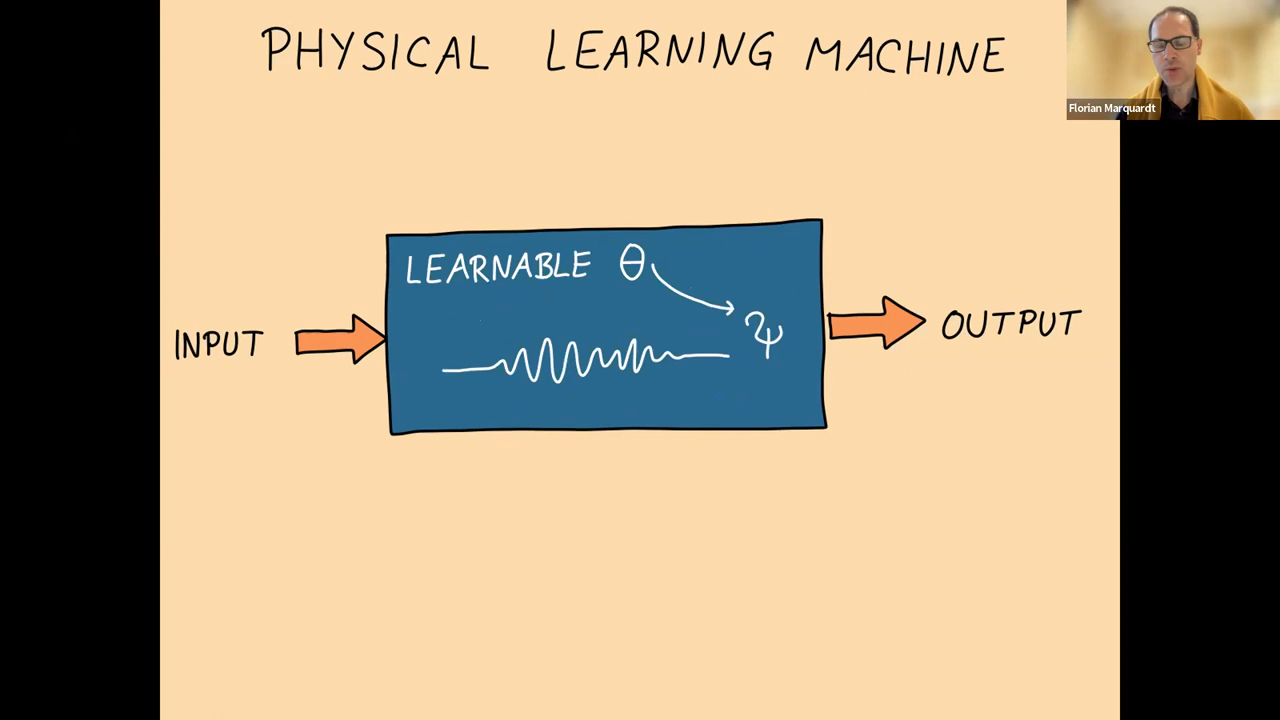 PHYSICAL LEARNING MACHINE
Florian Marquardt
LEARNABLE θ
ψ
INPUT
OUTPUT